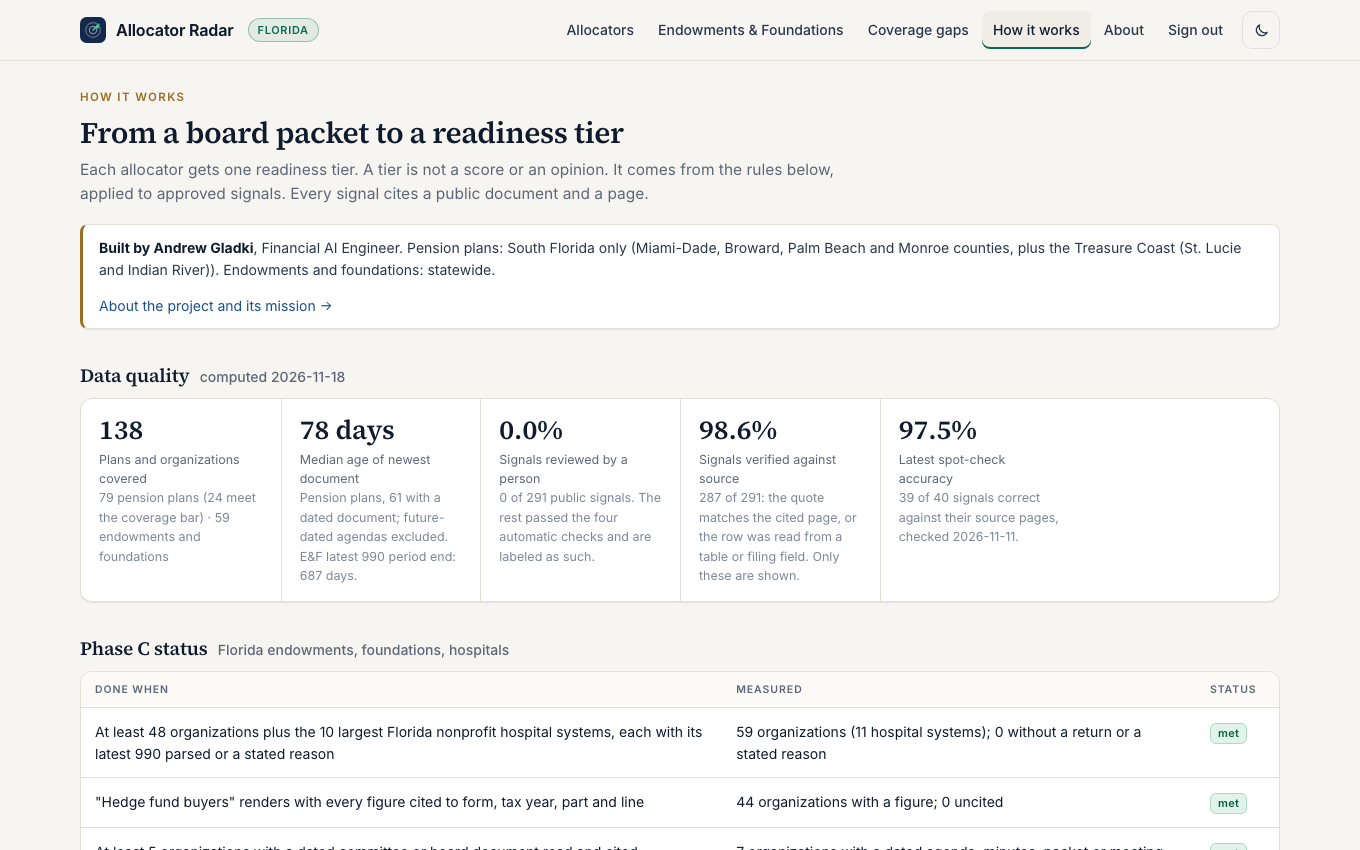 Allocator Radar FLORIDA Allocators Endowments & Foundations Coverage gaps How it works About Sign out
HOW IT WORKS
From a board packet to a readiness tier
Each allocator gets one readiness tier. A tier is not a score or an opinion. It comes from the rules below,
applied to approved signals. Every signal cites a public document and a page.
Built by Andrew Gladki, Financial AI Engineer. Pension plans: South Florida only (Miami-Dade, Broward, Palm Beach and Monroe counties, plus the Treasure Coast (St. Lucie
and Indian River)). Endowments and foundations: statewide.
About the project and its mission →
Data quality computed 2026-11-18
138
Plans and organizations
covered
79 pension plans (24 meet
the coverage bar) · 59
endowments and
foundations
78 days
Median age of newest
document
Pension plans, 61 with a
dated document; future-
dated agendas excluded.
E&F latest 990 period end:
687 days.
0.0%
Signals reviewed by a
person
0 of 291 public signals. The
rest passed the four
automatic checks and are
labeled as such.
98.6%
Signals verified against
source
287 of 291: the quote
matches the cited page, or
the row was read from a
table or filing field. Only
these are shown.
97.5%
Latest spot-check
accuracy
39 of 40 signals correct
against their source pages,
checked 2026-11-11.
Phase C status Florida endowments, foundations, hospitals
DONE WHEN MEASURED STATUS
At least 48 organizations plus the 10 largest Florida nonprofit hospital systems, each with its
latest 990 parsed or a stated reason
59 organizations (11 hospital systems); 0 without a return or a
stated reason
met
"Hedge fund buyers" renders with every figure cited to form, tax year, part and line
44 organizations with a figure; 0 uncited
met